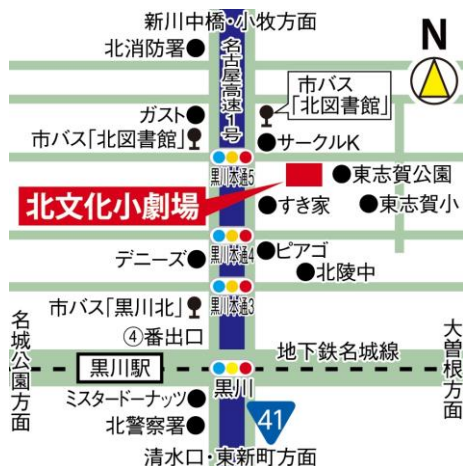 新川中橋・小牧方面
北消防署
名古屋高速1号
N
市バス
「北図書館」
ガスト
市バス「北図書館」
サークルK
黒川本通5
東志賀公園
北文化小劇場
すき家
東志賀小
黒川本通4
ピアゴ
デニーズ
北陵中
市バス「黒川北」
黒川本通3
④番出口
名城公園方面
大曽根方面
地下鉄名城線
黒川駅
黒川
ミスタードーナッツ
41
北警察署
清水口・東新町方面